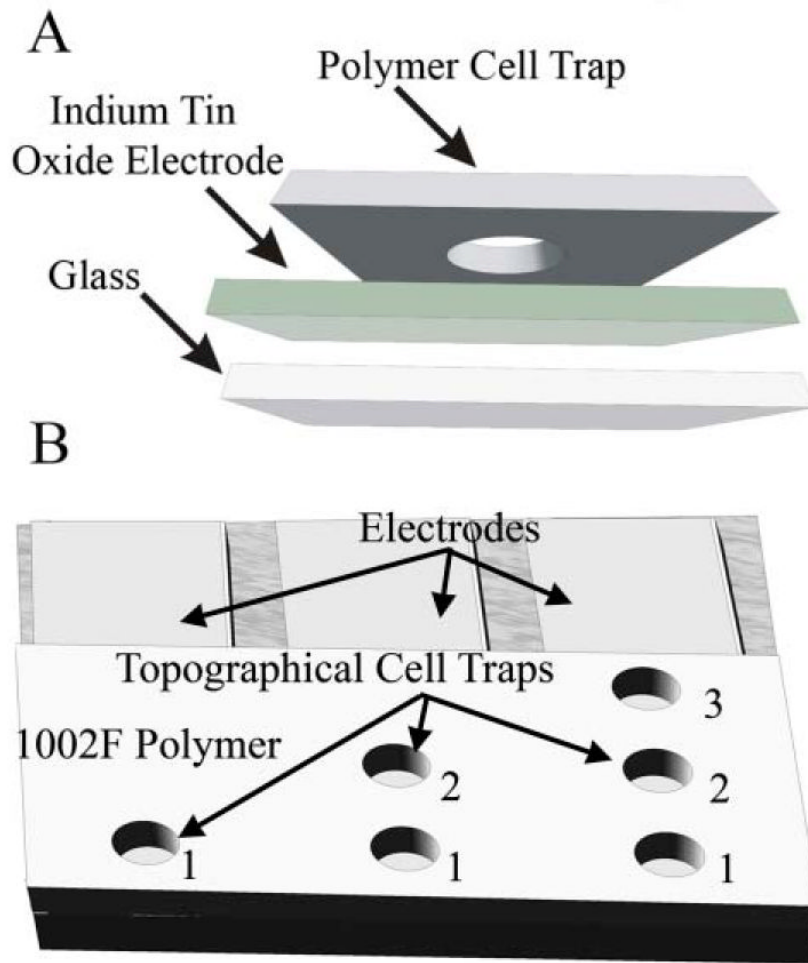 A
Polymer Cell Trap
Indium Tin
Oxide Electrode
Glass
B
Electrodes
Topographical Cell Traps
3
1002F Polymer
2
2
1
1
1